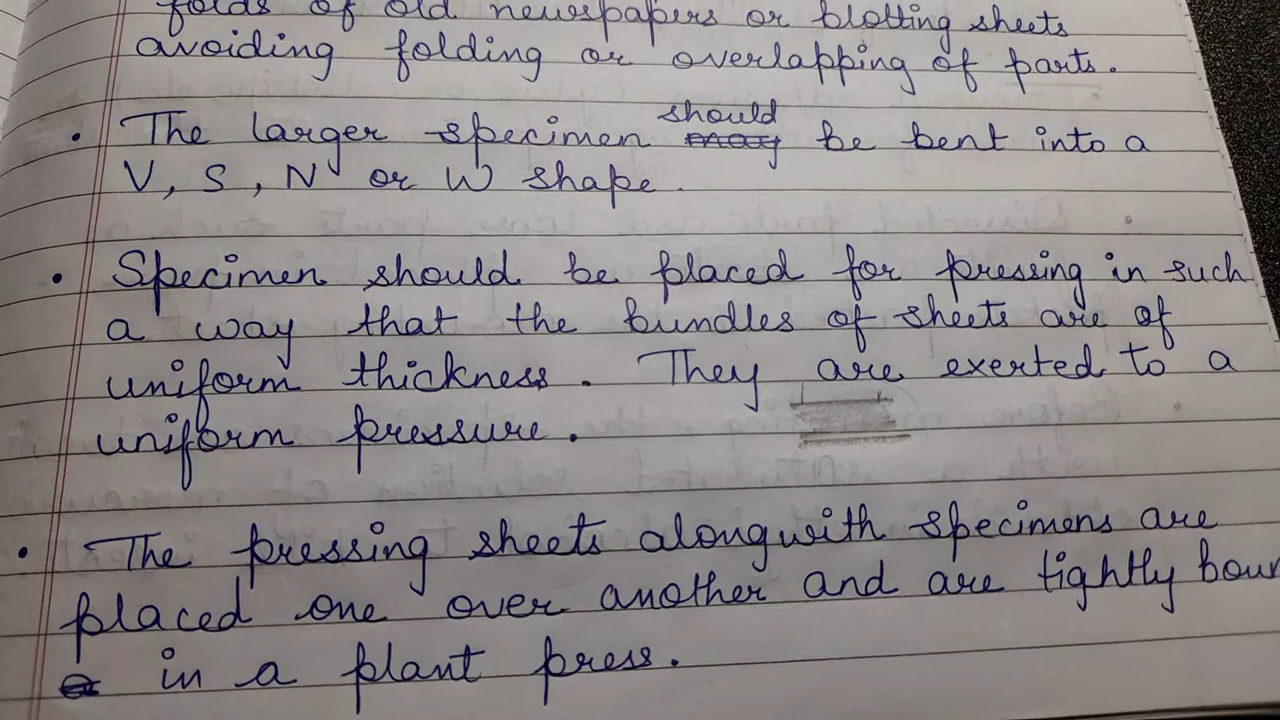 folds of old newspapers or blotting sheets
avoiding folding or overlapping of parts.
• The larger specimen should may be bent into a
V, S, N or W shape.
• Specimen should be placed for pressing in such
a way that the bundles of sheets are of
uniform thickness. They are exerted to a
uniform pressure.
• The pressing sheets alongwith specimens are
placed one over another and are tightly boun
in a plant press.